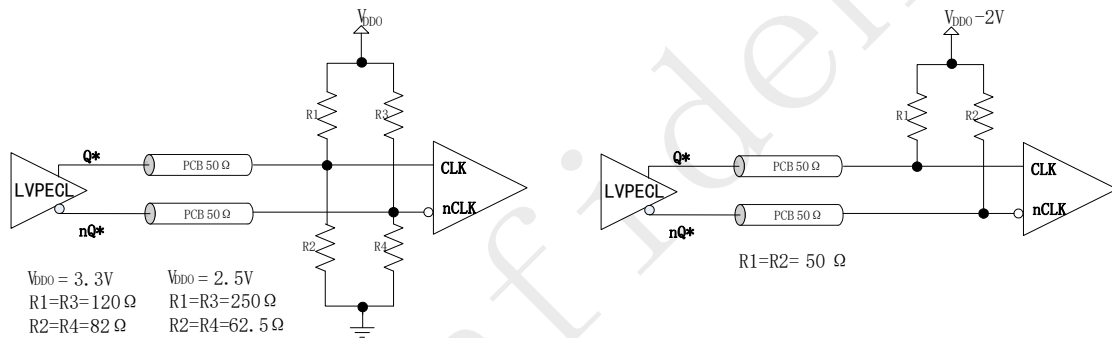 VDDO
R1
R3
Q*
PCB 50 Ω
LVPECL
CLK
PCB 50 Ω
nCLK
nQ*
R2
R4
VDDO = 3.3V
R1=R3=120 Ω
R2=R4=82 Ω
VDDO = 2.5V
R1=R3=250 Ω
R2=R4=62.5 Ω
VDDO-2V
R1
R2
Q*
PCB 50 Ω
LVPECL
CLK
PCB 50 Ω
nCLK
nQ*
R1=R2= 50 Ω